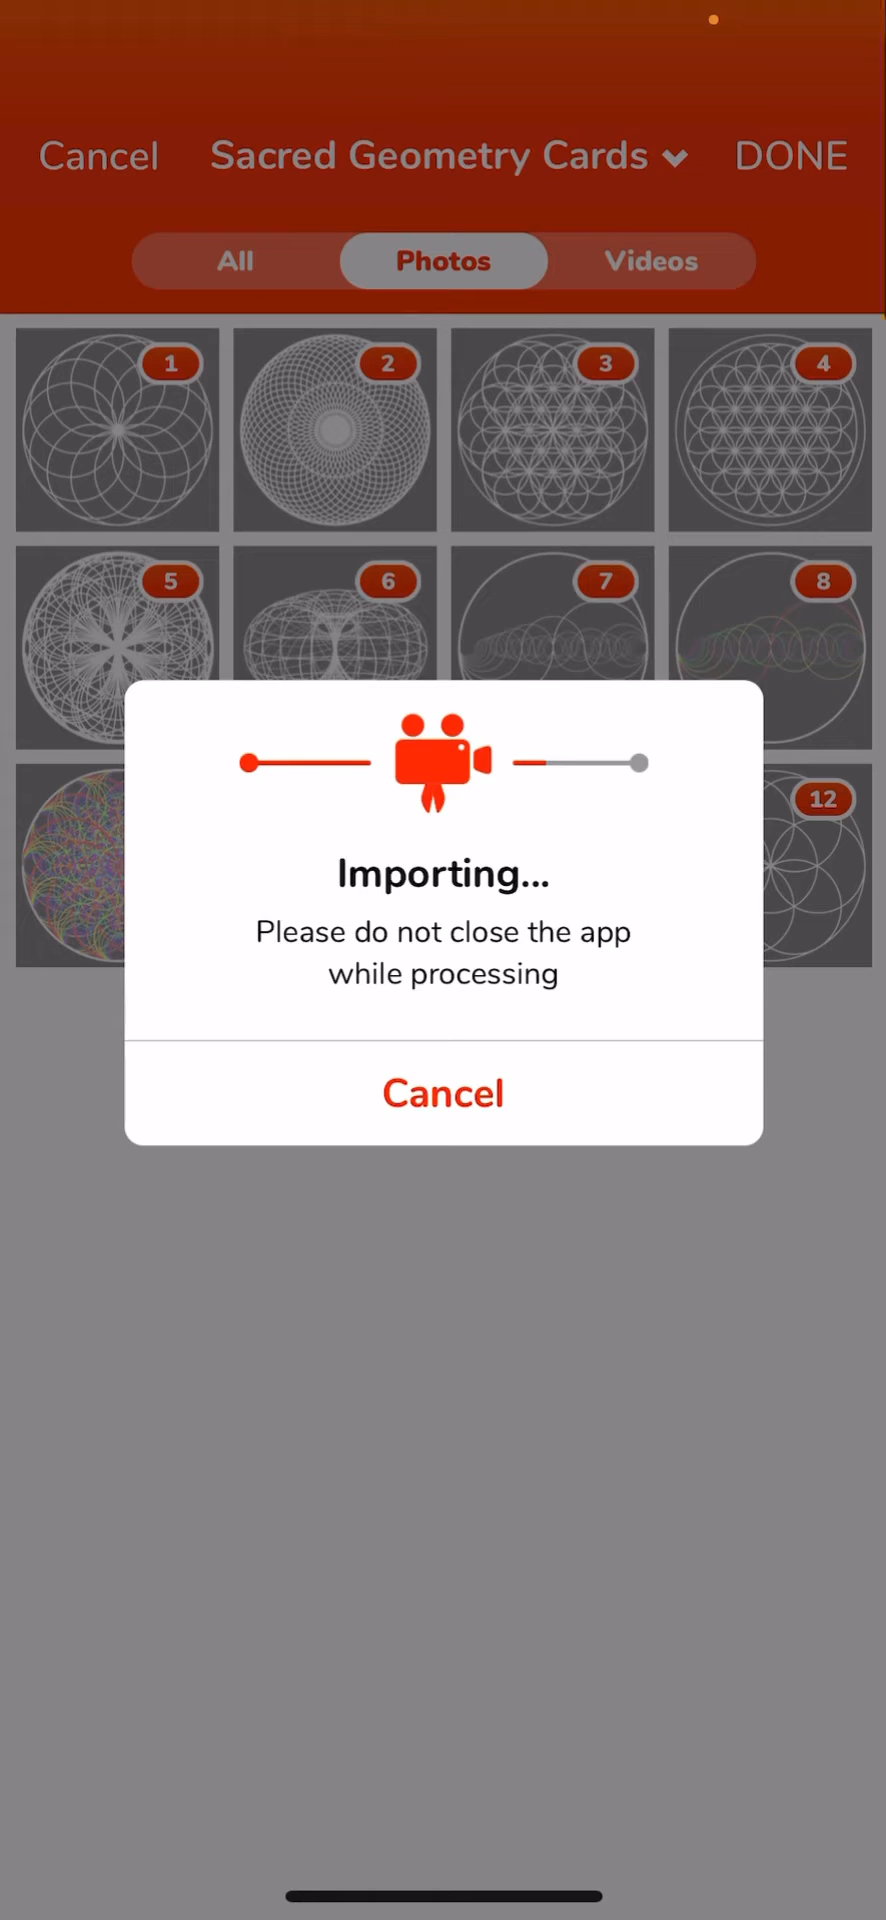 Cancel Sacred Geometry Cards DONE
All Photos Videos
1 2 3 4
5 6 7 8
12
Importing...
Please do not close the app
while processing
Cancel